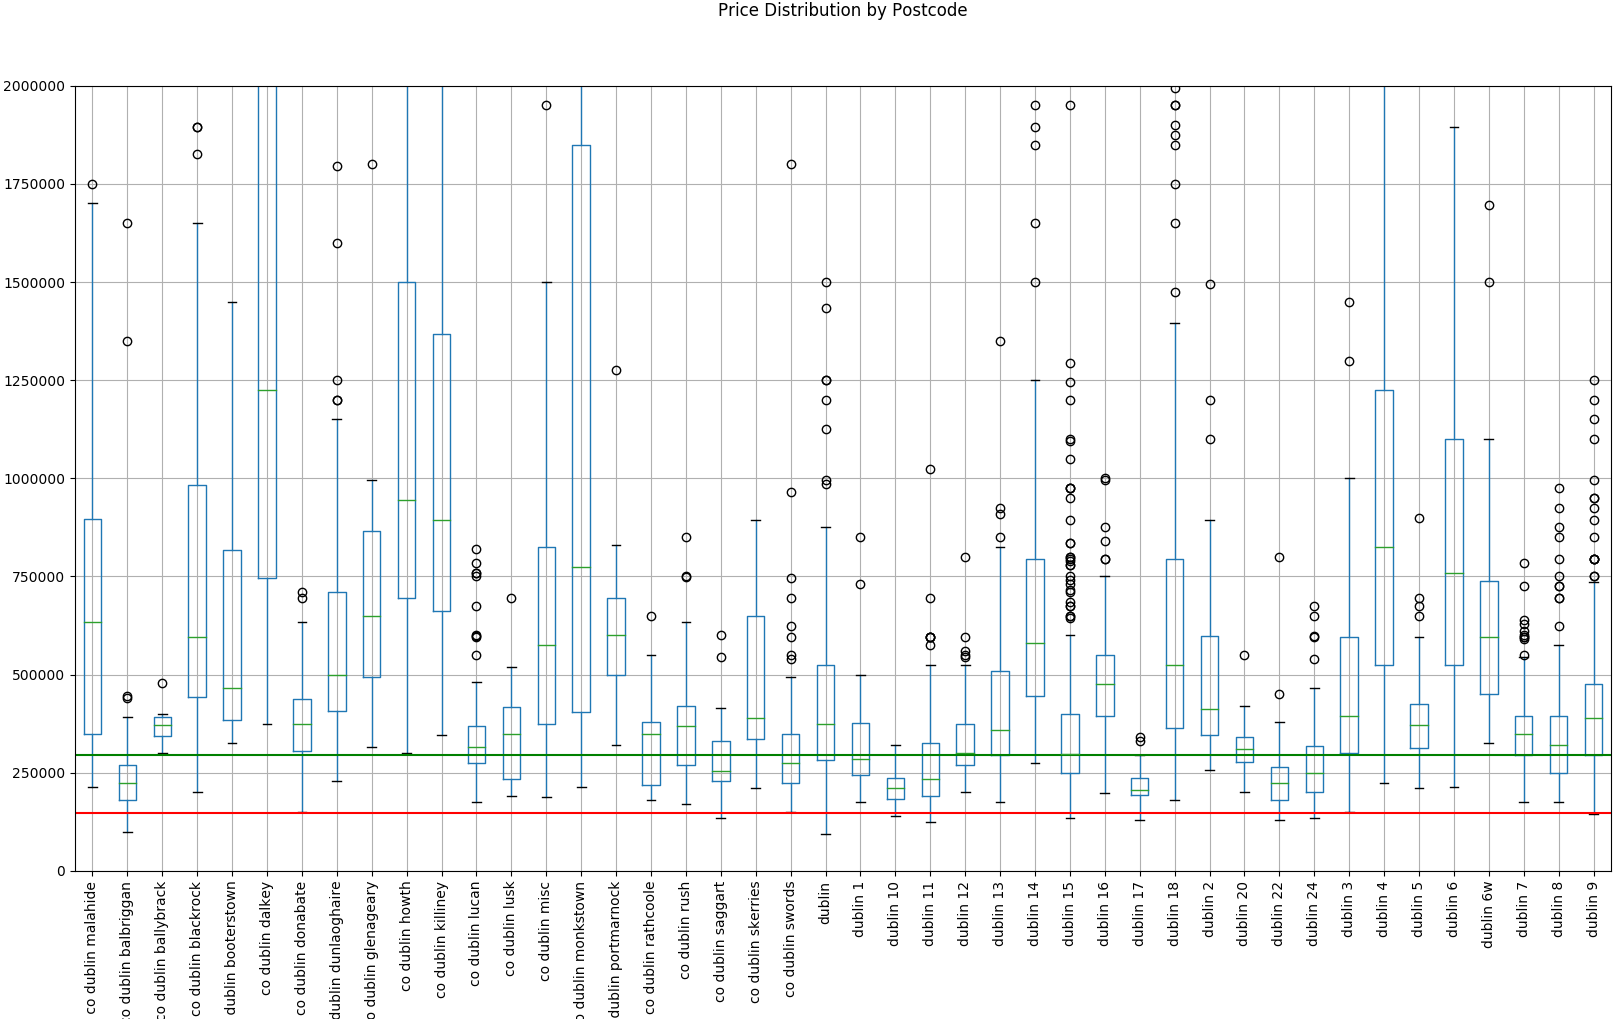 Price Distribution by Postcode
2000000
1750000
1500000
1250000
1000000
750000
500000
250000
0
co dublin malahide
co dublin balbriggan
co dublin ballybrack
co dublin blackrock
dublin booterstown
co dublin dalkey
co dublin donabate
dublin dunlaoghaire
o dublin glenageary
co dublin howth
co dublin killiney
co dublin lucan
co dublin lusk
co dublin misc
o dublin monkstown
dublin portmarnock
co dublin rathcoole
co dublin rush
co dublin saggart
co dublin skerries
co dublin swords
dublin
dublin 1
dublin 10
dublin 11
dublin 12
dublin 13
dublin 14
dublin 15
dublin 16
dublin 17
dublin 18
dublin 2
dublin 20
dublin 22
dublin 24
dublin 3
dublin 4
dublin 5
dublin 6
dublin 6w
dublin 7
dublin 8
dublin 9